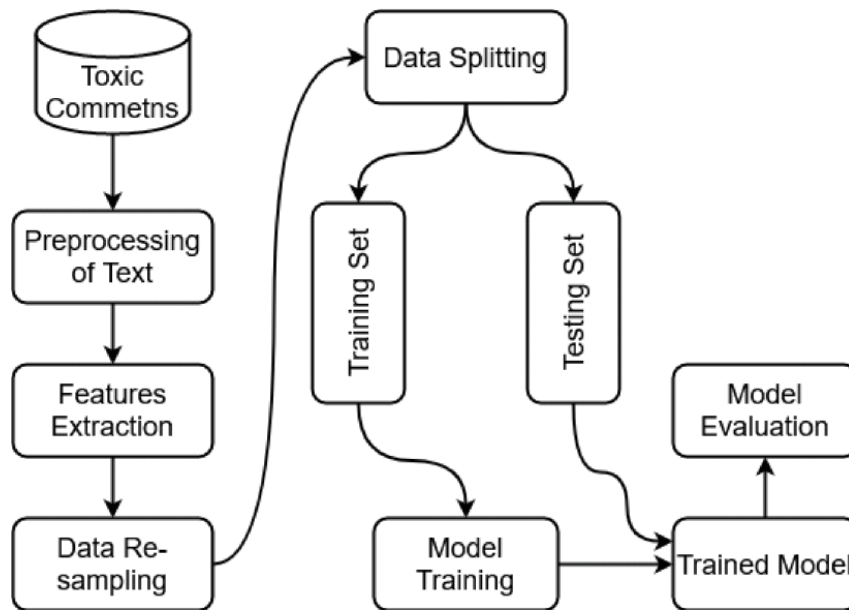 Toxic
Commetns
Preprocessing
of Text
Features
Extraction
Data Re-
sampling
Data Splitting
Training Set
Testing Set
Model
Training
Trained Model
Model
Evaluation